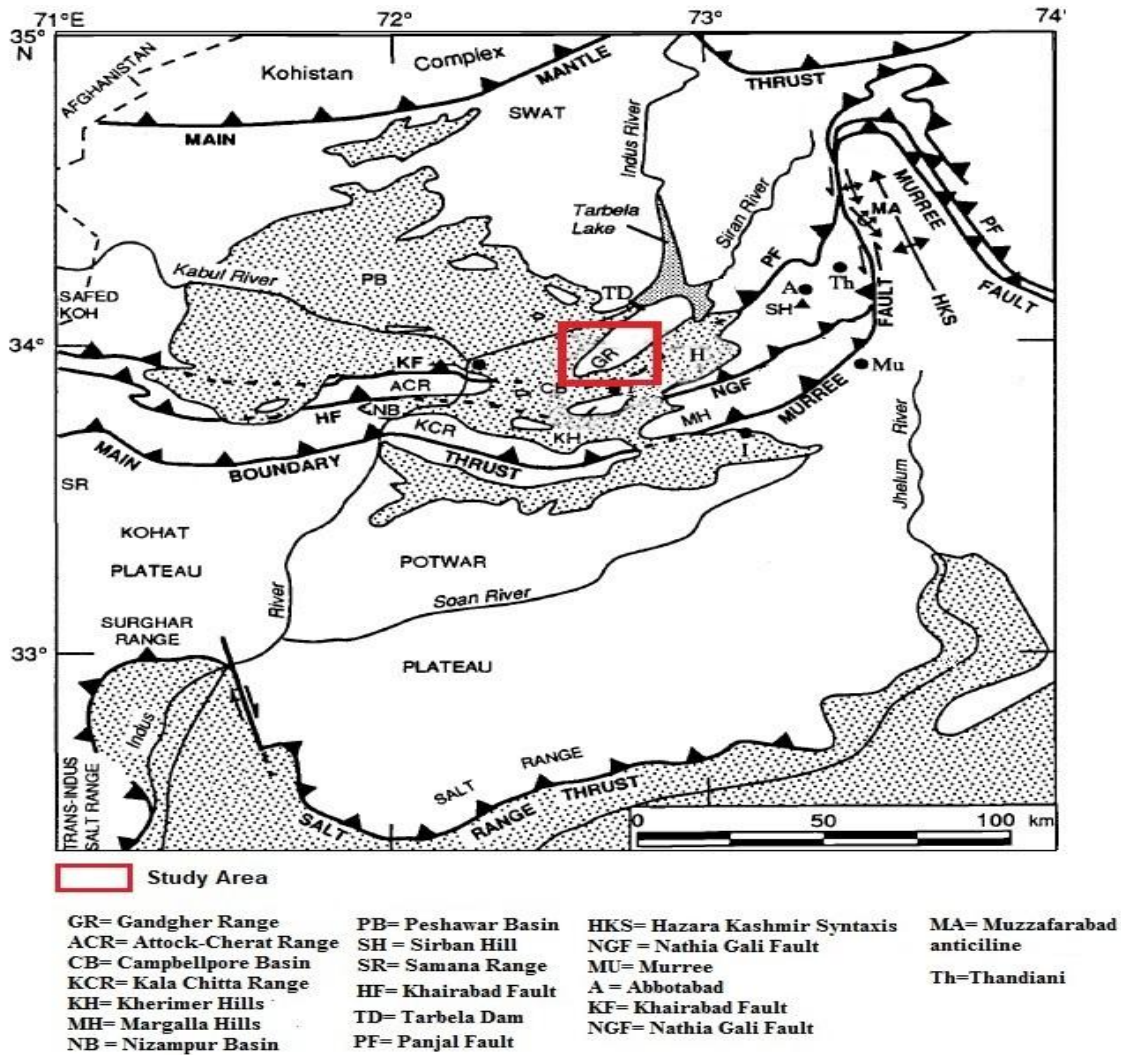 71°E
72°
73°
74'
35°
N
34°
33°
AFGHANISTAN
Kohistan
Complex
MAIN
MANTLE
THRUST
SWAT
Indus River
Siran River
Tarbela
Lake
Kabul River
PB
TD
PF
MA
MURREE
PF
FAULT
A
Th
SH
FAULT
HKS
SAFED
KOH
KF
ACR
HF
NB
KCR
CB
GR
H
KH
MH
NGF
MURREE
Mu
I
MAIN
BOUNDARY
THRUST
SR
KOHAT
PLATEAU
POTWAR
Soan River
River
Jhelum River
SURGHAR
RANGE
PLATEAU
Indus
TRANS-INDUS
SALT RANGE
SALT RANGE
SALT
RANGE
THRUST
0 50 100 km
Study Area
GR= Gandgher Range
ACR= Attock-Cherat Range
CB= Campbellpore Basin
KCR= Kala Chitta Range
KH= Kherimer Hills
MH= Margalla Hills
NB = Nizampur Basin
PB= Peshawar Basin
SH = Sirban Hill
SR= Samana Range
HF= Khairabad Fault
TD= Tarbela Dam
PF= Panjal Fault
HKS= Hazara Kashmir Syntaxis
NGF= Nathia Gali Fault
MU= Murree
A = Abbotabad
KF= Khairabad Fault
NGF= Nathia Gali Fault
MA= Muzzafarabad
anticiline
Th=Thandiani